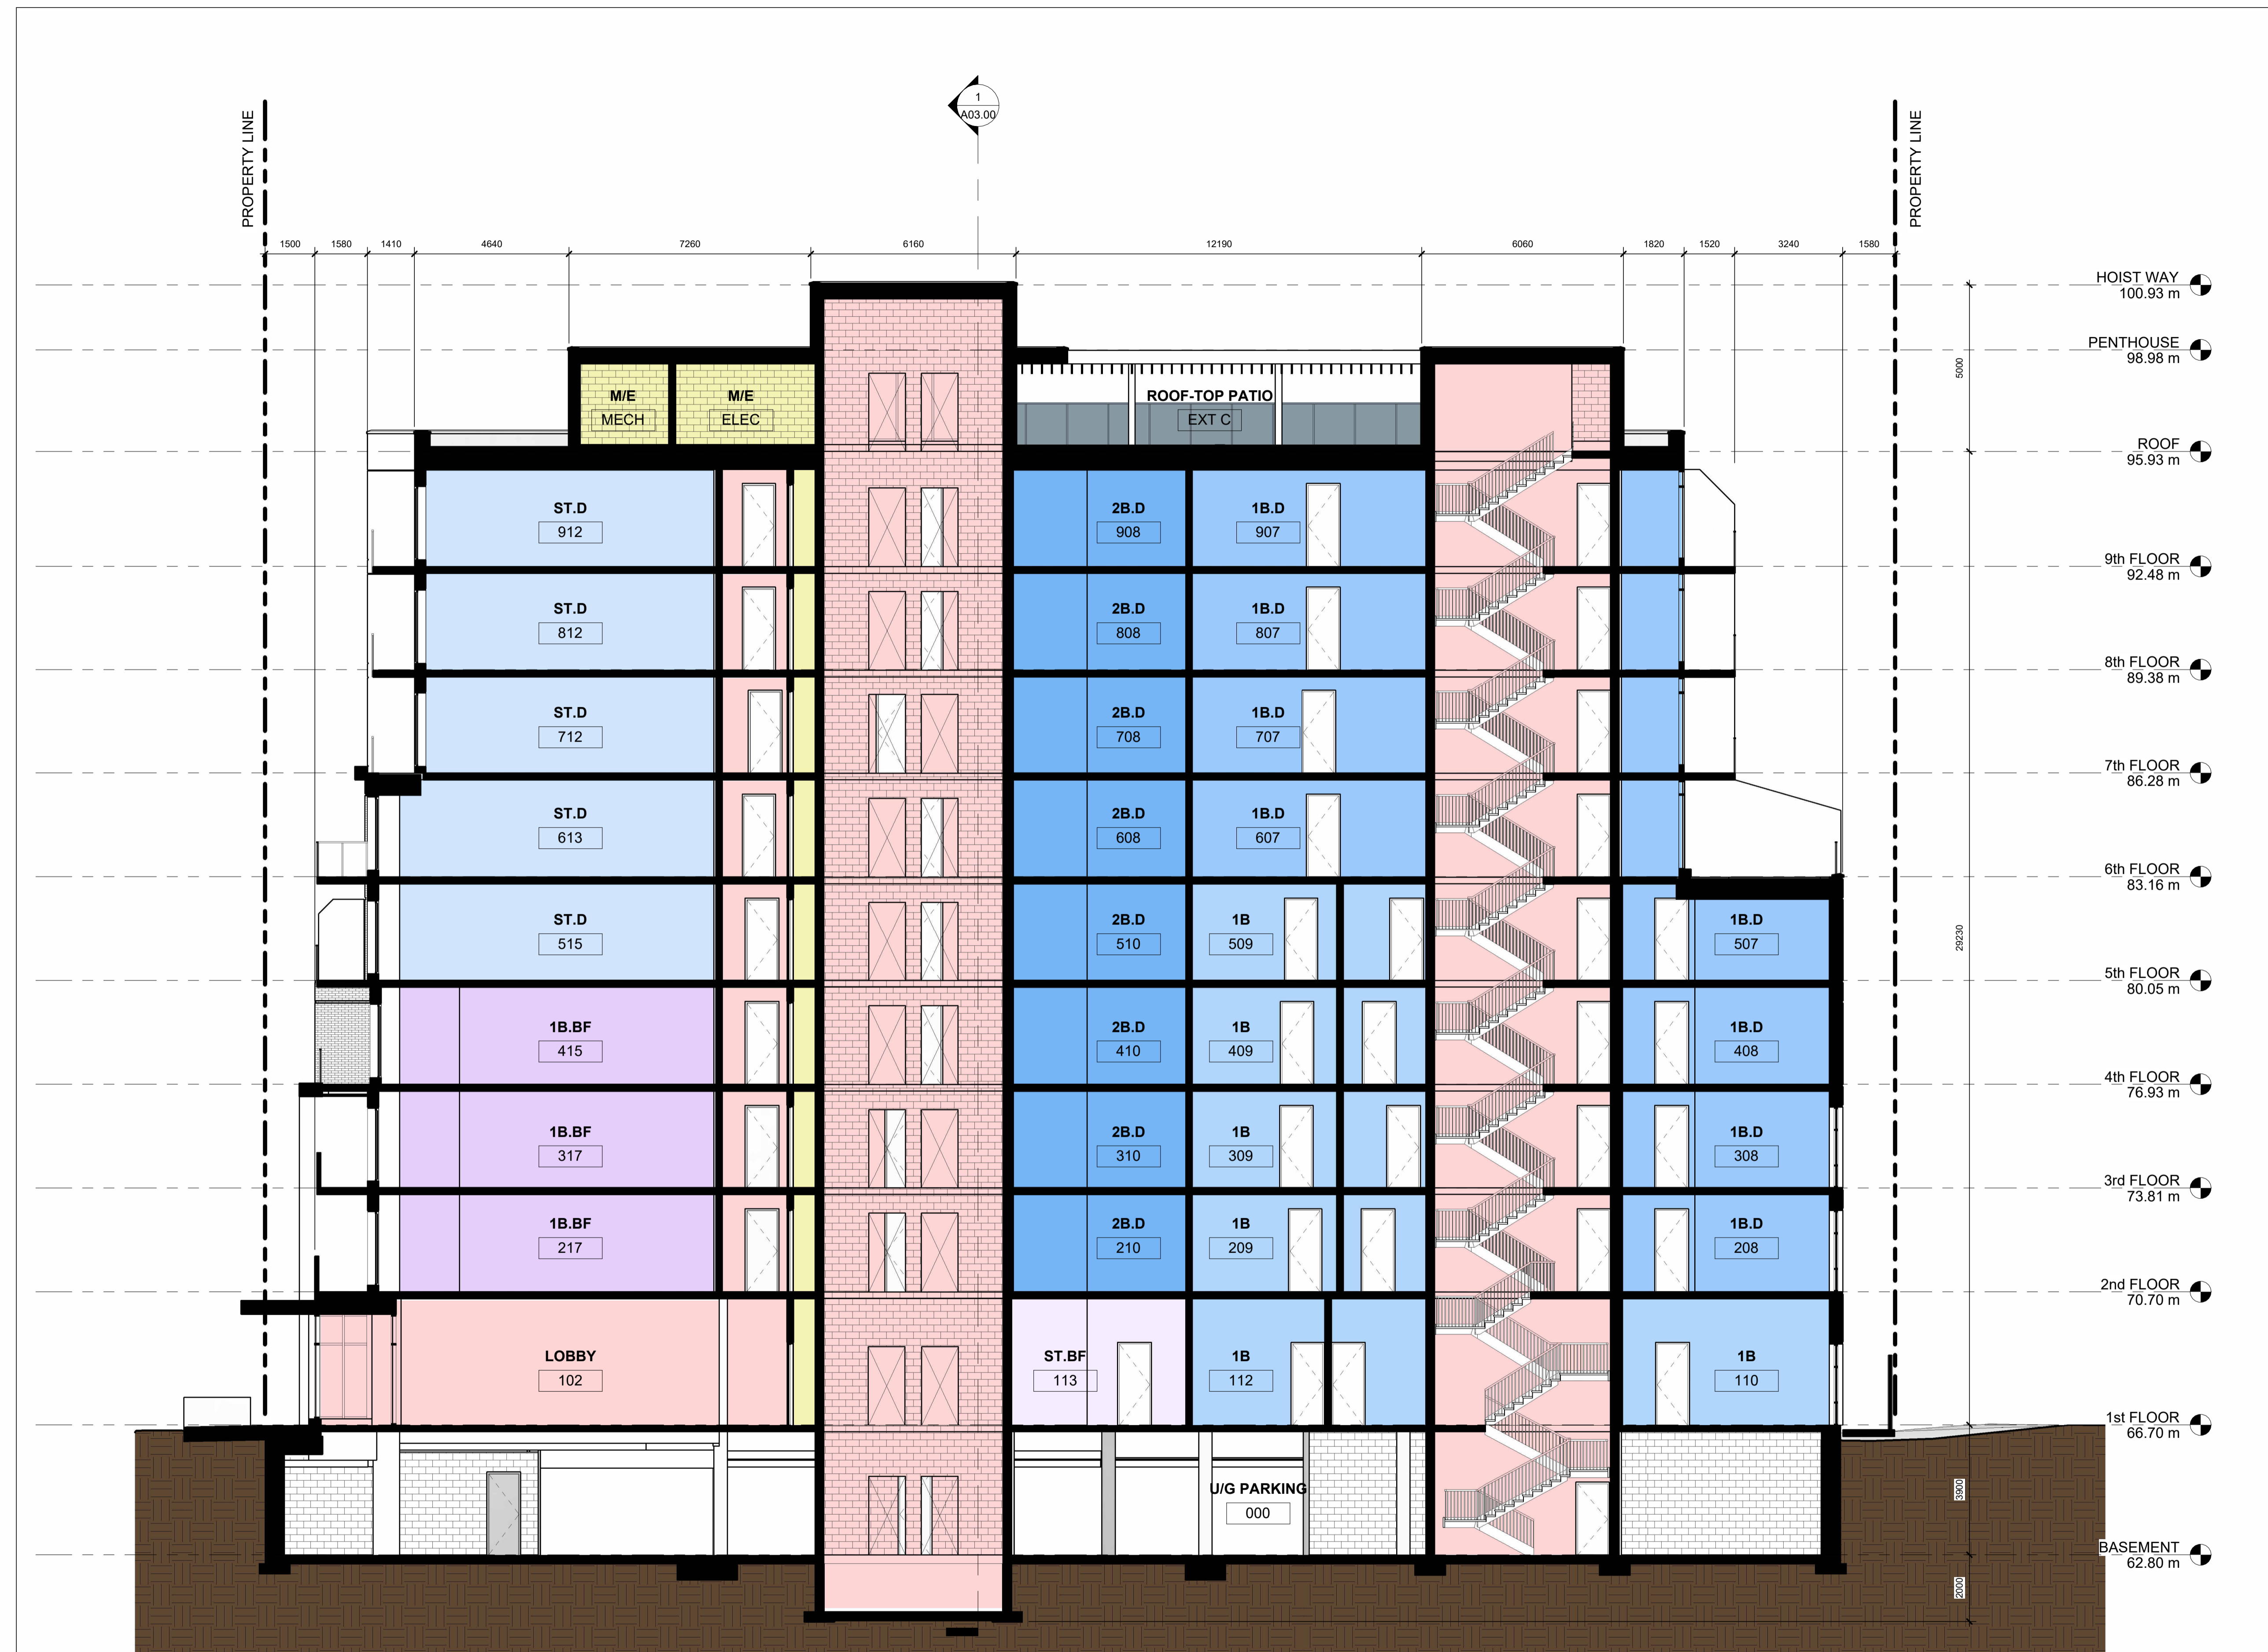 1
A03.00
PROPERTY LINE
PROPERTY LINE
1500 1580 1410 4640 7260 6160 12190 6060 1820 1520 3240 1580
HOIST WAY
100.93 m
PENTHOUSE
98.98 m
5000
M/E
MECH
M/E
ELEC
ROOF-TOP PATIO
EXT C
ROOF
95.93 m
ST.D
912
2B.D
908
1B.D
907
9th FLOOR
92.48 m
ST.D
812
2B.D
808
1B.D
807
8th FLOOR
89.38 m
ST.D
712
2B.D
708
1B.D
707
7th FLOOR
86.28 m
ST.D
613
2B.D
608
1B.D
607
6th FLOOR
83.16 m
ST.D
515
2B.D
510
1B
509
1B.D
507
29230
5th FLOOR
80.05 m
1B.BF
415
2B.D
410
1B
409
1B.D
408
4th FLOOR
76.93 m
1B.BF
317
2B.D
310
1B
309
1B.D
308
3rd FLOOR
73.81 m
1B.BF
217
2B.D
210
1B
209
1B.D
208
2nd FLOOR
70.70 m
LOBBY
102
ST.BF
113
1B
112
1B
110
1st FLOOR
66.70 m
U/G PARKING
000
3900
BASEMENT
62.80 m
2000